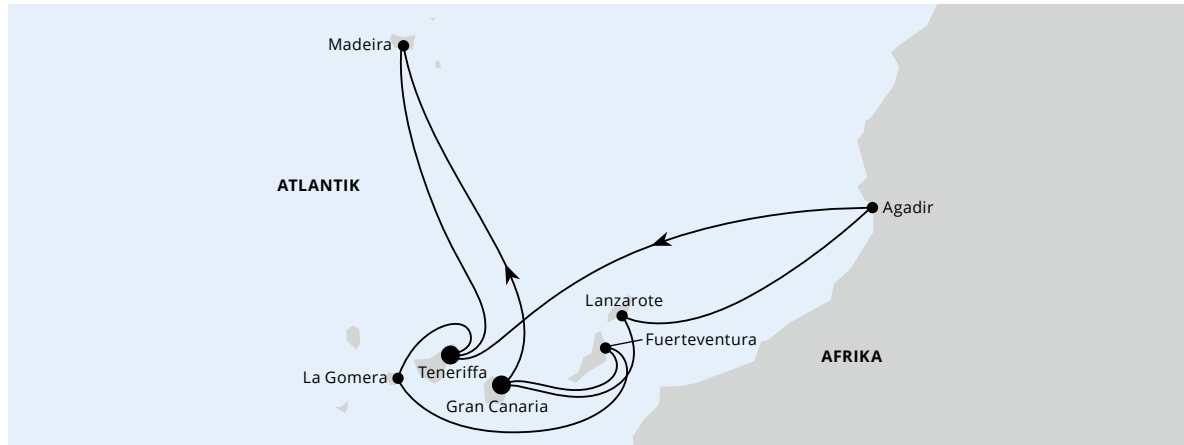 Madeira
ATLANTIK
Agadir
Lanzarote
Fuerteventura
AFRIKA
Teneriffa
La Gomera
Gran Canaria